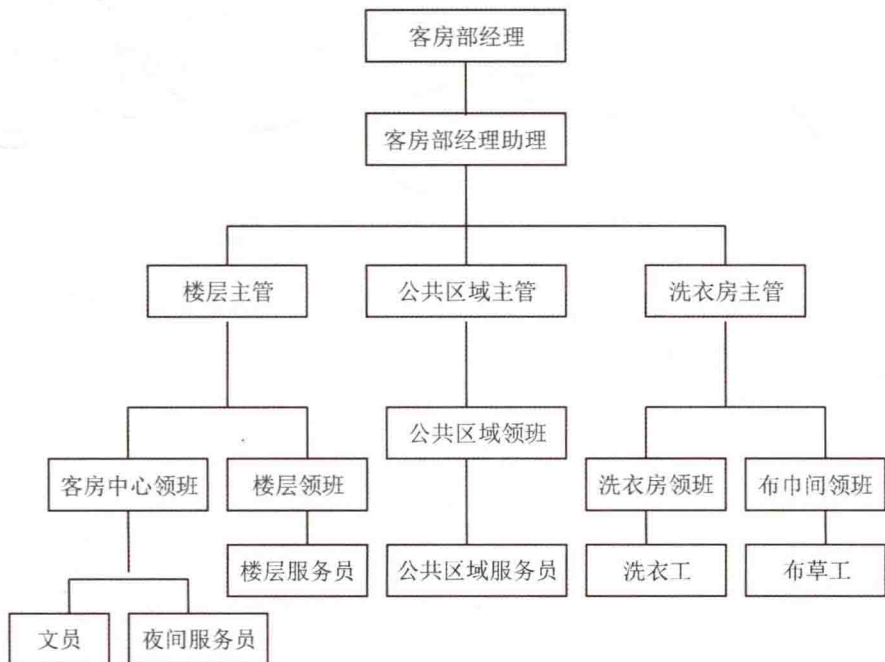 客房部经理
客房部经理助理
楼层主管
公共区域主管
洗衣房主管
公共区域领班
客房中心领班
楼层领班
洗衣房领班
布巾间领班
楼层服务员
公共区域服务员
洗衣工
布草工
文员
夜间服务员